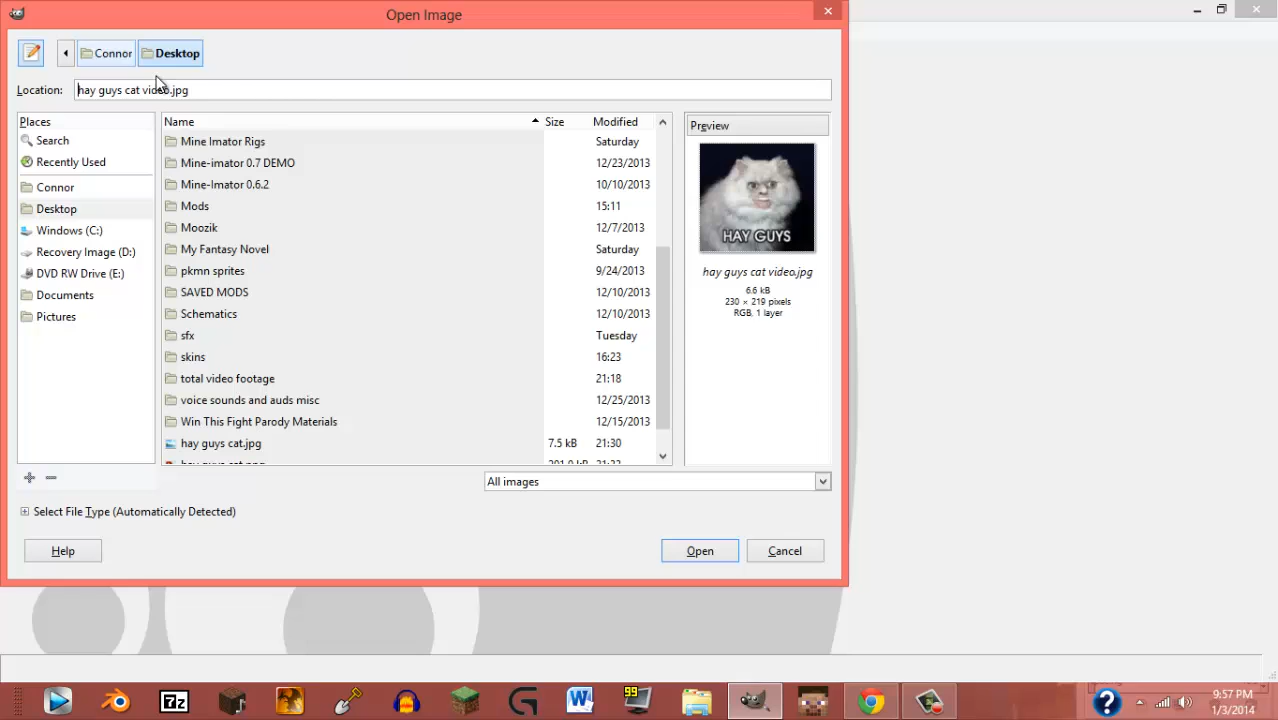 Open Image
Connor
Desktop
Location:
hay guys cat video.jpg
Places
Search
Recently Used
Connor
Desktop
Windows (C:)
Recovery Image (D:)
DVD RW Drive (E:)
Documents
Pictures
Name Size Modified
Mine Imator Rigs Saturday
Mine-imator 0.7 DEMO 12/23/2013
Mine-Imator 0.6.2 10/10/2013
Mods 15:11
Moozik 12/7/2013
My Fantasy Novel Saturday
pkmn sprites 9/24/2013
SAVED MODS 12/10/2013
Schematics 12/10/2013
sfx Tuesday
skins 16:23
total video footage 21:18
voice sounds and auds misc 12/25/2013
Win This Fight Parody Materials 12/15/2013
hay guys cat.jpg 7.5 kB 21:30
Preview
HAY GUYS
hay guys cat video.jpg
6.6 kB
230 × 219 pixels
RGB, 1 layer
All images
Select File Type (Automatically Detected)
Help
Open
Cancel
7z
99
9:57 PM
1/3/2014